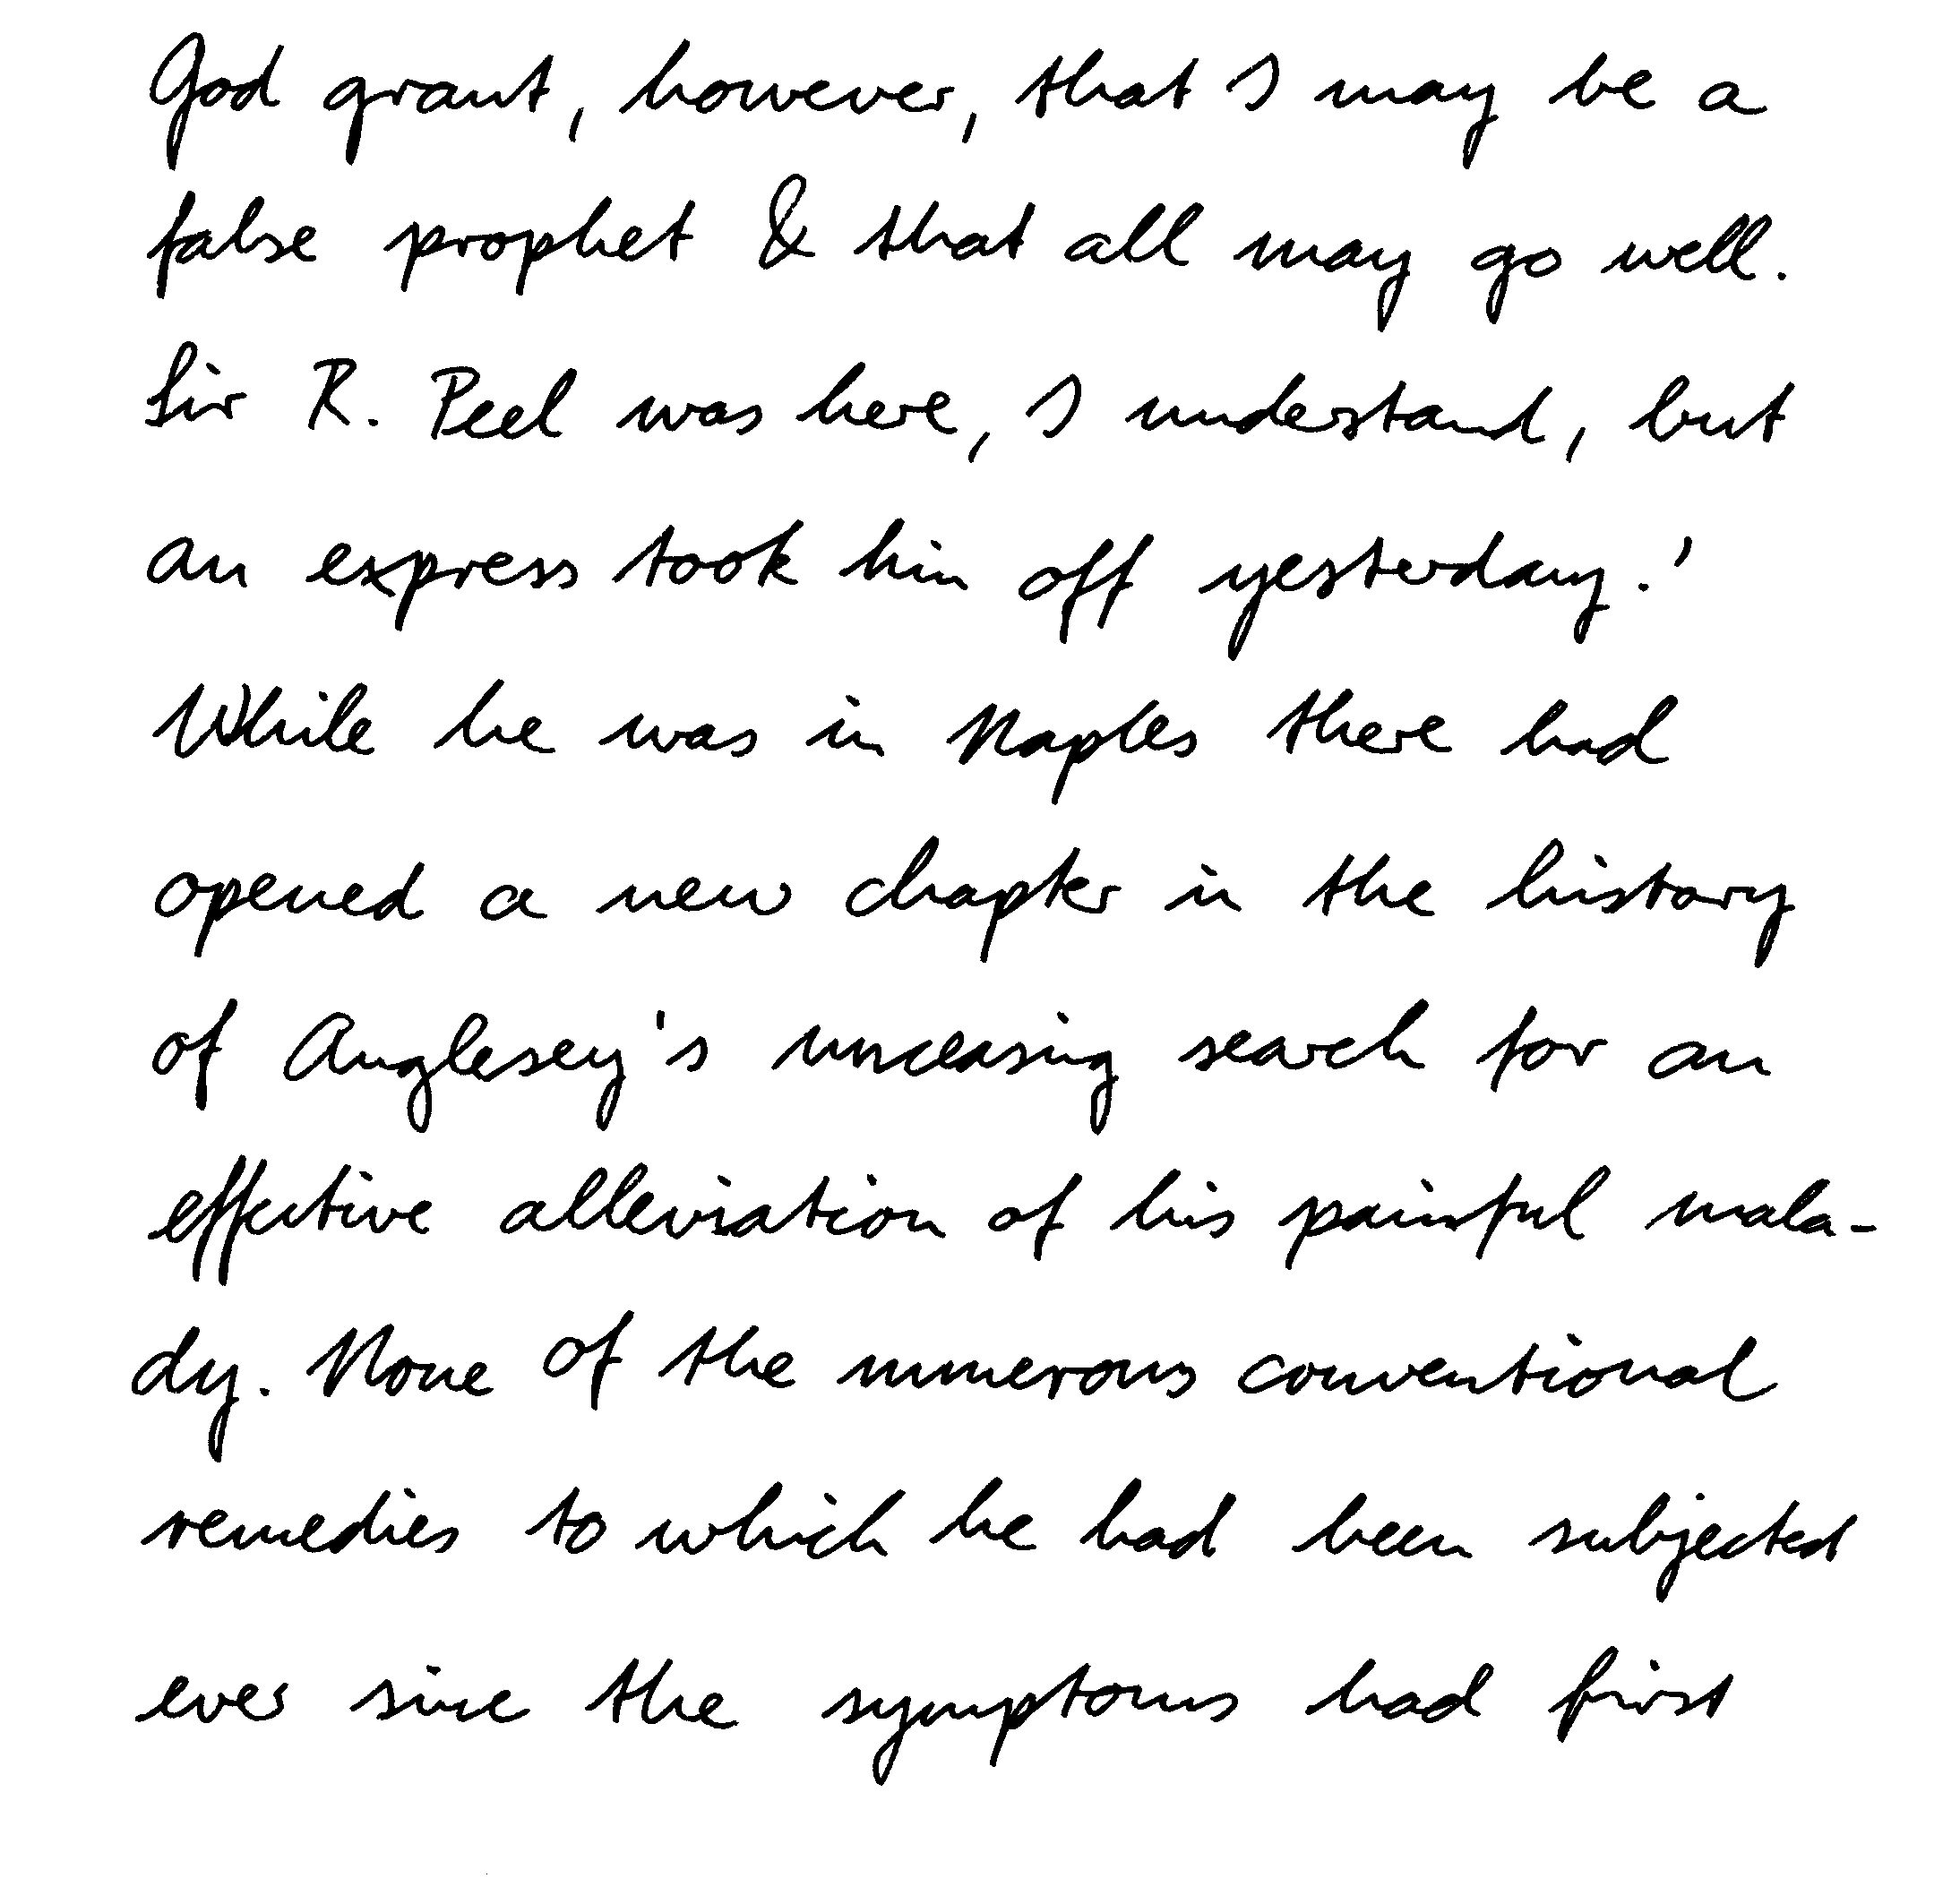 God grant, however, that I may be a
false prophet & that all may go well.
Sir R. Peel was here, I understand, but
an express took him off yesterday.'
While he was in Naples there had
opened a new chapter in the history
of Anglesey's unceasing search for an
effective alleviation of his painful mala-
dy. None of the numerous conventional
remedies to which he had been subjected
ever since the symptoms had first